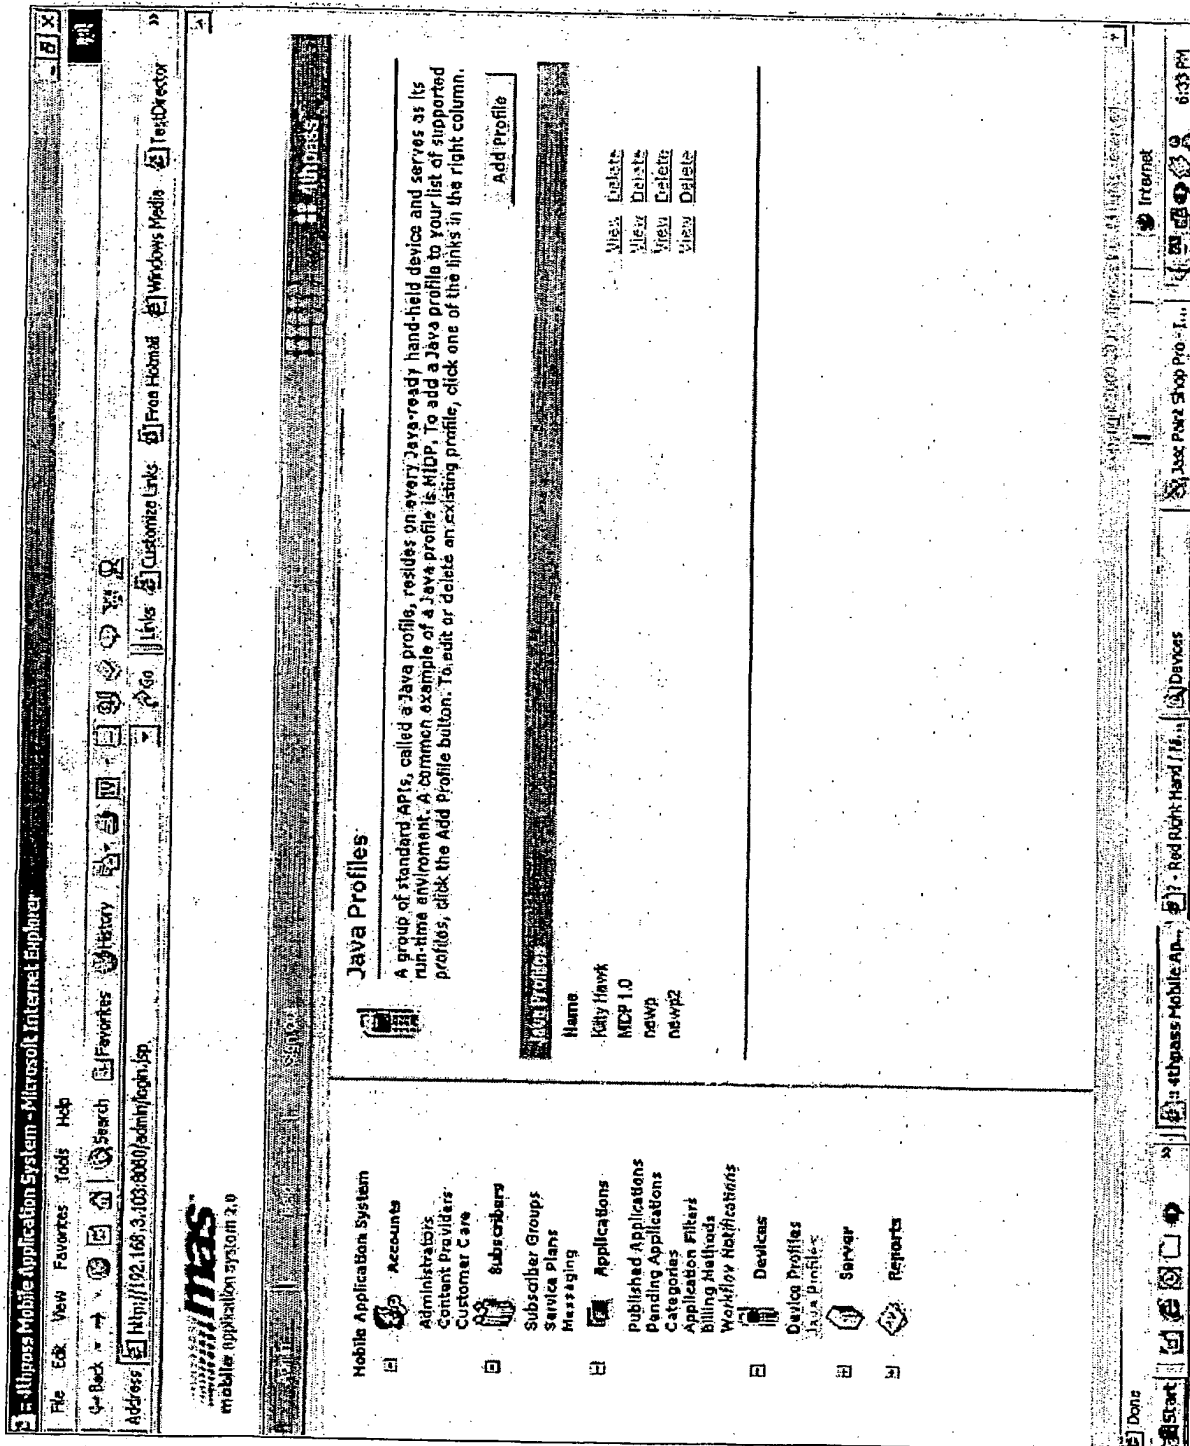 :: 4thpass Mobile Application System - Microsoft Internet Explorer
File Edit View Favorites Tools Help
Back Search Favorites History
Address http://192.168.3.103:8080/admin/login.jsp Go Links Customize Links Free Hotmail Windows Media TestDirector
mas
mobile application system 2.0
4thpass
Mobile Application System
Accounts
Administrators
Content Providers
Customer Care
Subscribers
Subscriber Groups
Service Plans
Messaging
Applications
Published Applications
Pending Applications
Categories
Application Filters
Billing Methods
Workflow Notifications
Devices
Device Profiles
Java Profiles
Server
Reports
Java Profiles
A group of standard APIs, called a Java profile, resides on every Java-ready hand-held device and serves as its
run-time enviroment. A common example of a Java profile is MIDP. To add a Java profile to your list of supported
profiles, click the Add Profile button. To edit or delete an existing profile, click one of the links in the right column.
Add Profile
Java Profiles
Name
Kitty Hawk View Delete
MIDP 1.0 View Delete
newp View Delete
newp2 View Delete
Done Internet
Start :: 4thpass Mobile Ap... ? - Red Right Hand / Devices Jasc Paint Shop Pro - I... 6:33 PM